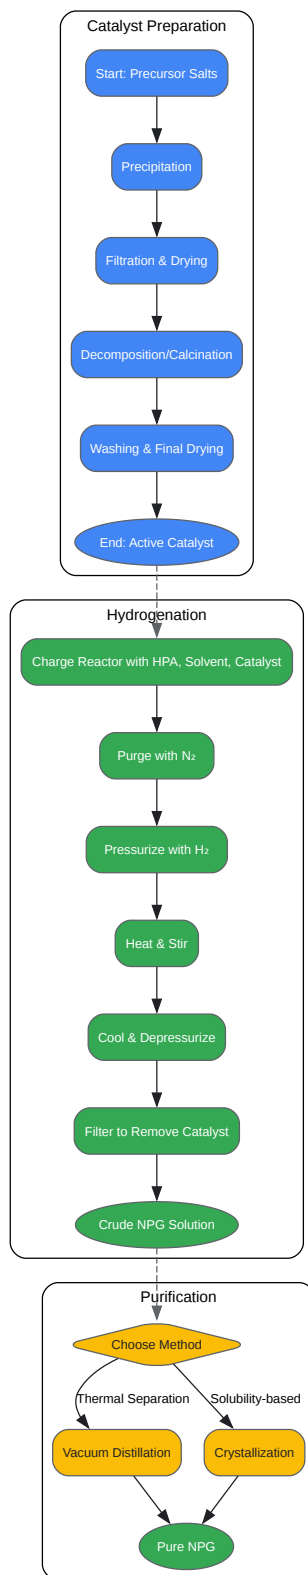 Catalyst Preparation
Start: Precursor Salts
Precipitation
Filtration & Drying
Decomposition/Calcination
Washing & Final Drying
End: Active Catalyst
Hydrogenation
Charge Reactor with HPA, Solvent, Catalyst
Purge with N₂
Pressurize with H₂
Heat & Stir
Cool & Depressurize
Filter to Remove Catalyst
Crude NPG Solution
Purification
Choose Method
Thermal Separation
Solubility-based
Vacuum Distillation
Crystallization
Pure NPG